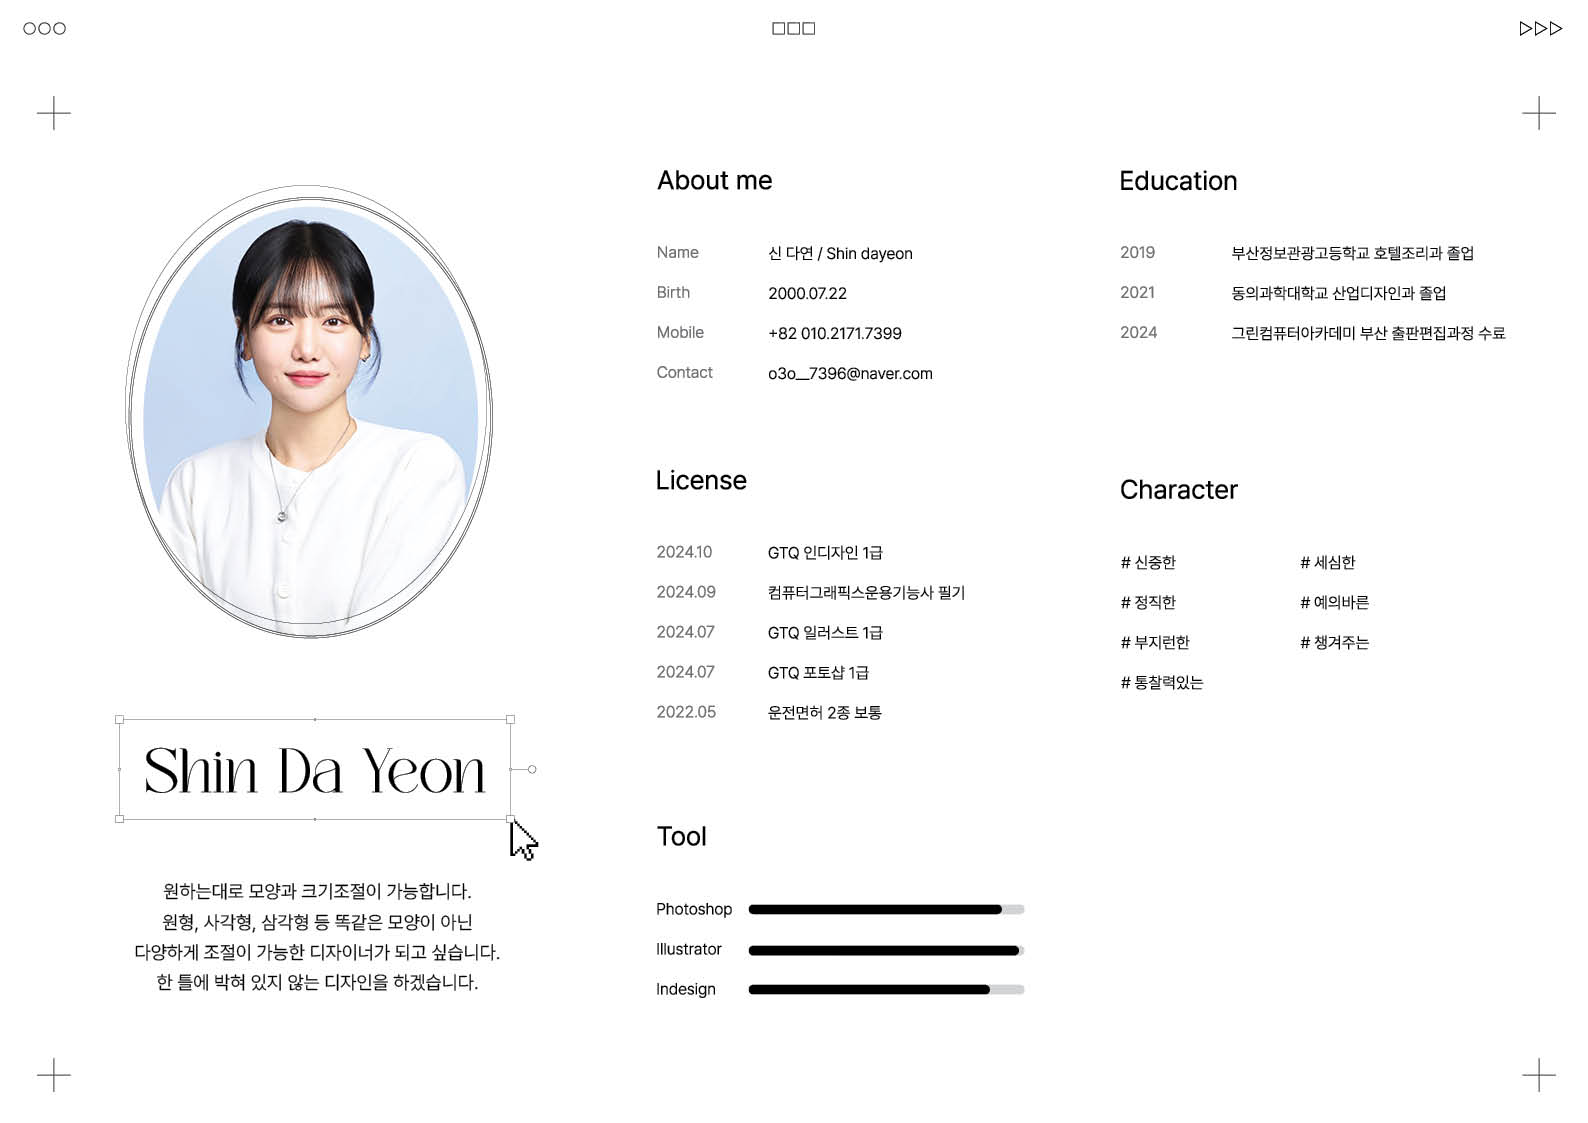 Shin Da Yeon
원하는대로 모양과 크기조절이 가능합니다.
원형, 사각형, 삼각형 등 똑같은 모양이 아닌
다양하게 조절이 가능한 디자이너가 되고 싶습니다.
한 틀에 박혀 있지 않는 디자인을 하겠습니다.
About me
Name 신 다연 / Shin dayeon
Birth 2000.07.22
Mobile +82 010.2171.7399
Contact o3o__7396@naver.com
License
2024.10 GTQ 인디자인 1급
2024.09 컴퓨터그래픽스운용기능사 필기
2024.07 GTQ 일러스트 1급
2024.07 GTQ 포토샵 1급
2022.05 운전면허 2종 보통
Tool
Photoshop
Illustrator
Indesign
Education
2019 부산정보관광고등학교 호텔조리과 졸업
2021 동의과학대학교 산업디자인과 졸업
2024 그린컴퓨터아카데미 부산 출판편집과정 수료
Character
# 신중한 # 세심한
# 정직한 # 예의바른
# 부지런한 # 챙겨주는
# 통찰력있는